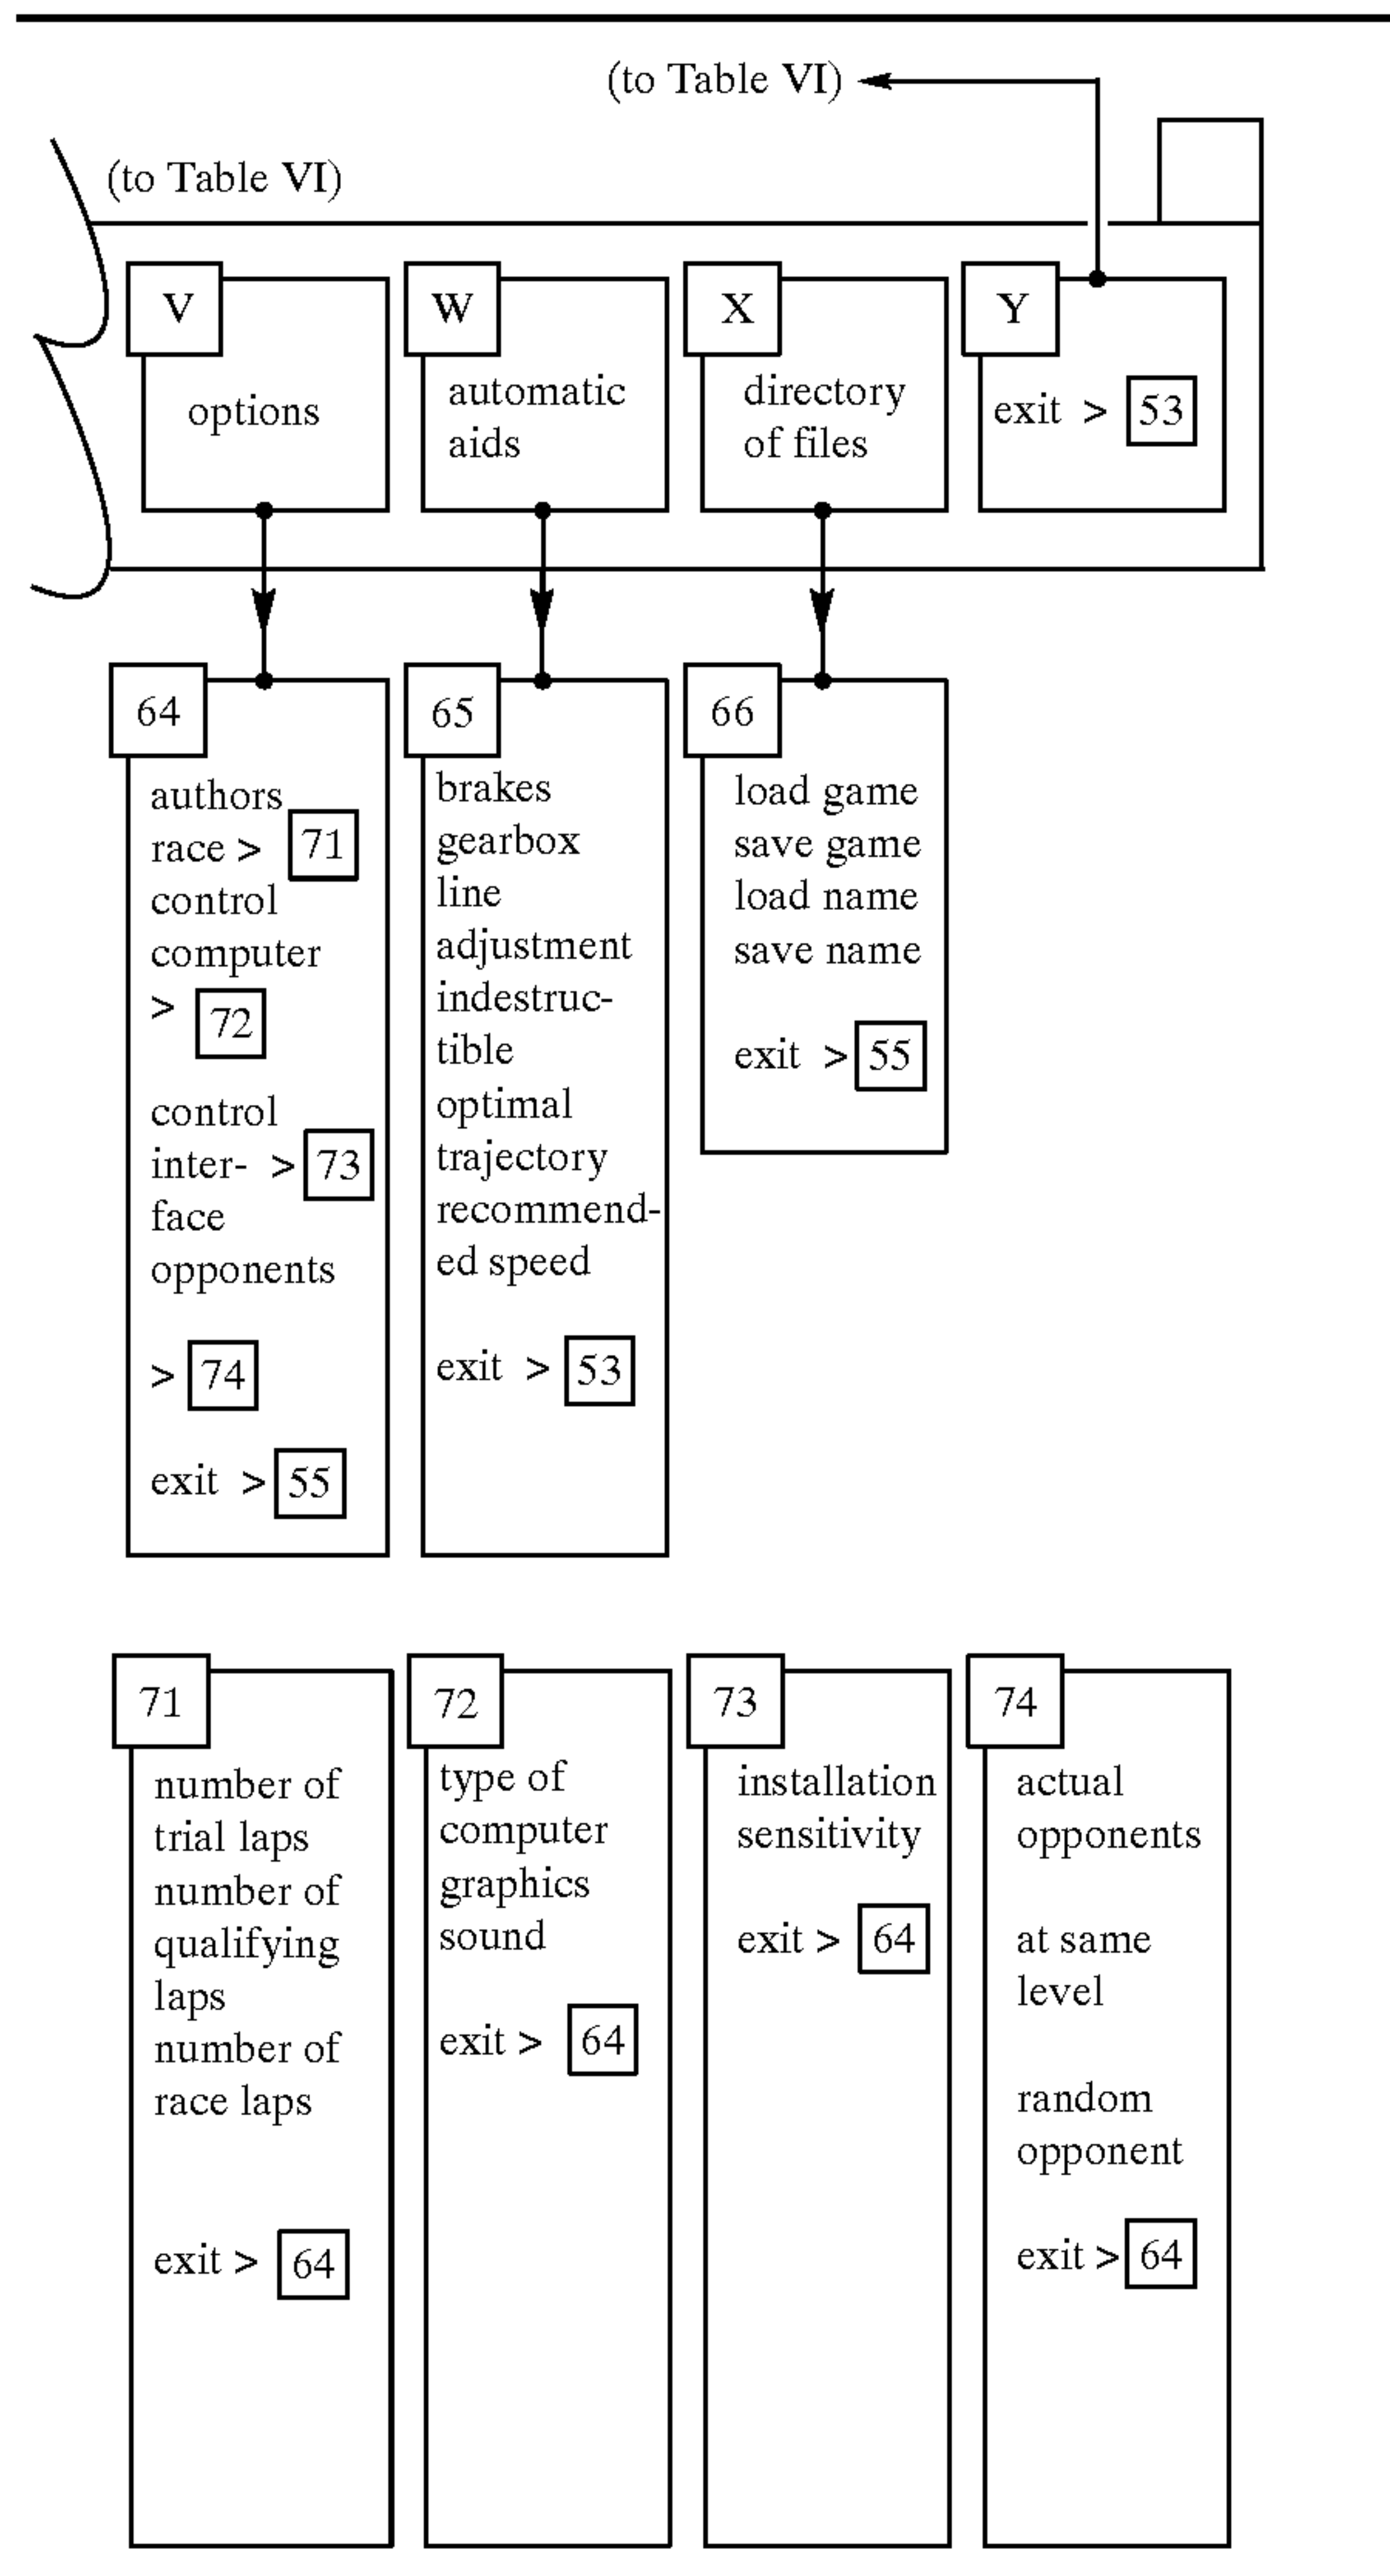 (to Table VI)
(to Table VI)
V
options
W
automatic
aids
X
directory
of files
Y
exit > 53
64
authors
race > 71
control
computer
> 72
control
inter- > 73
face
opponents
> 74
exit > 55
65
brakes
gearbox
line
adjustment
indestruc-
tible
optimal
trajectory
recommend-
ed speed
exit > 53
66
load game
save game
load name
save name
exit > 55
71
number of
trial laps
number of
qualifying
laps
number of
race laps
exit > 64
72
type of
computer
graphics
sound
exit > 64
73
installation
sensitivity
exit > 64
74
actual
opponents
at same
level
random
opponent
exit > 64